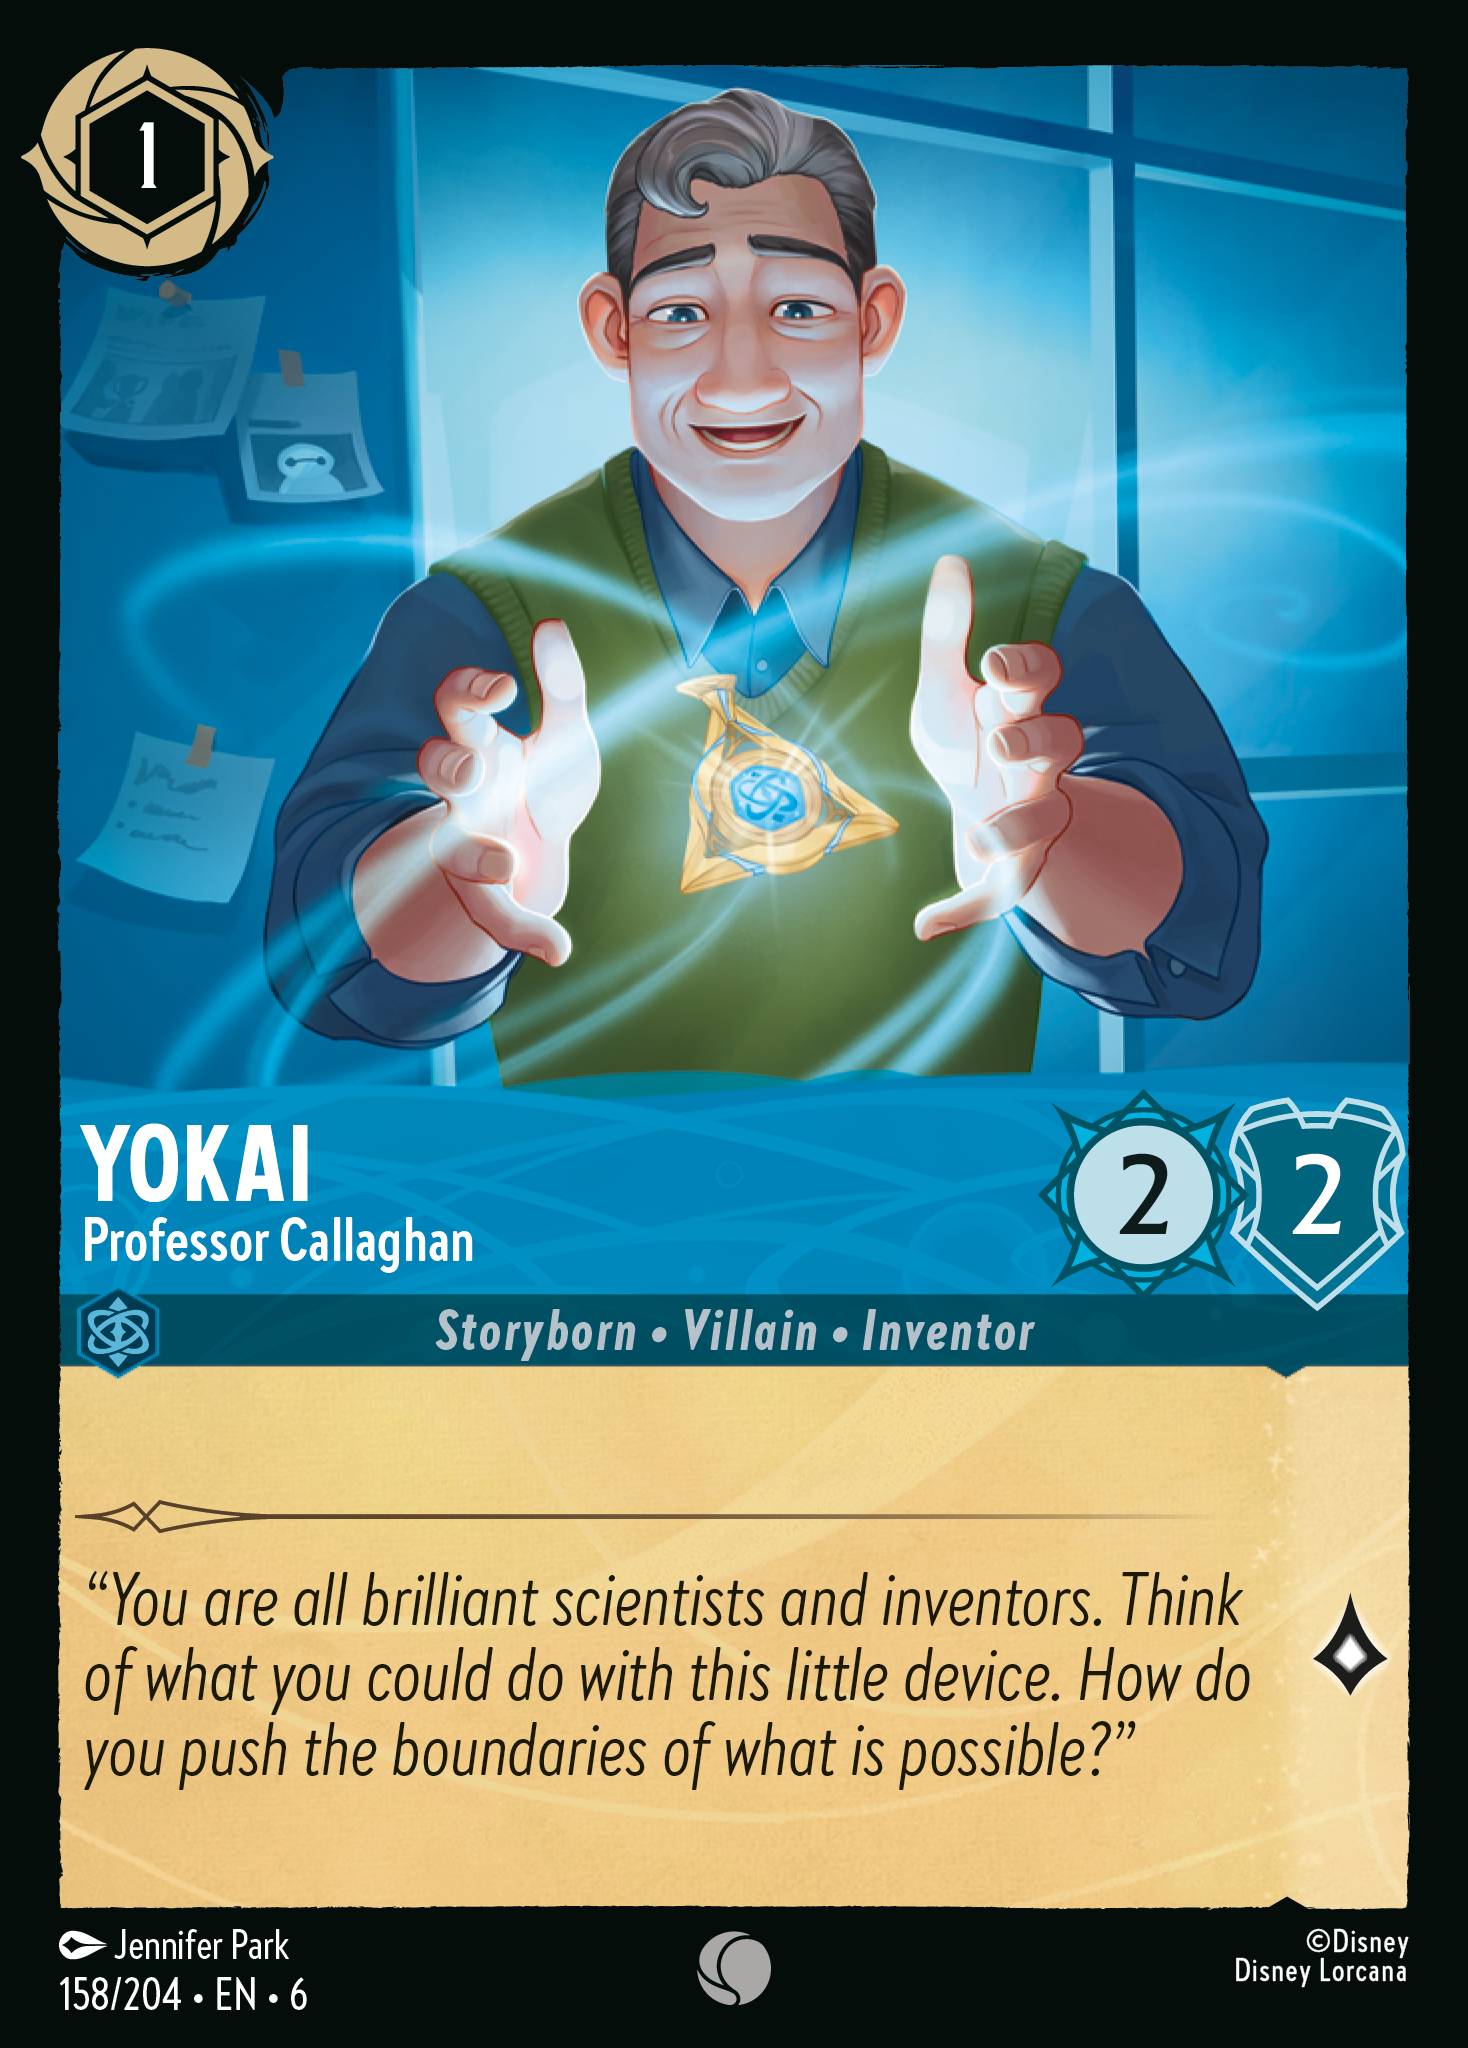 1
YOKAI
Professor Callaghan
2 2
Storyborn • Villain • Inventor
“You are all brilliant scientists and inventors. Think
of what you could do with this little device. How do
you push the boundaries of what is possible?”
Jennifer Park
158/204 • EN • 6
©Disney
Disney Lorcana